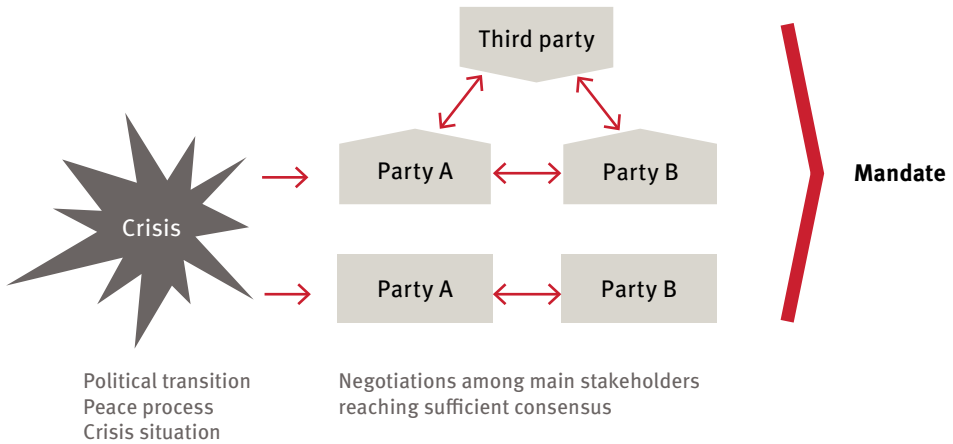 Third party
Party A
Party B
Mandate
Crisis
Party A
Party B
Political transition
Peace process
Crisis situation
Negotiations among main stakeholders
reaching sufficient consensus